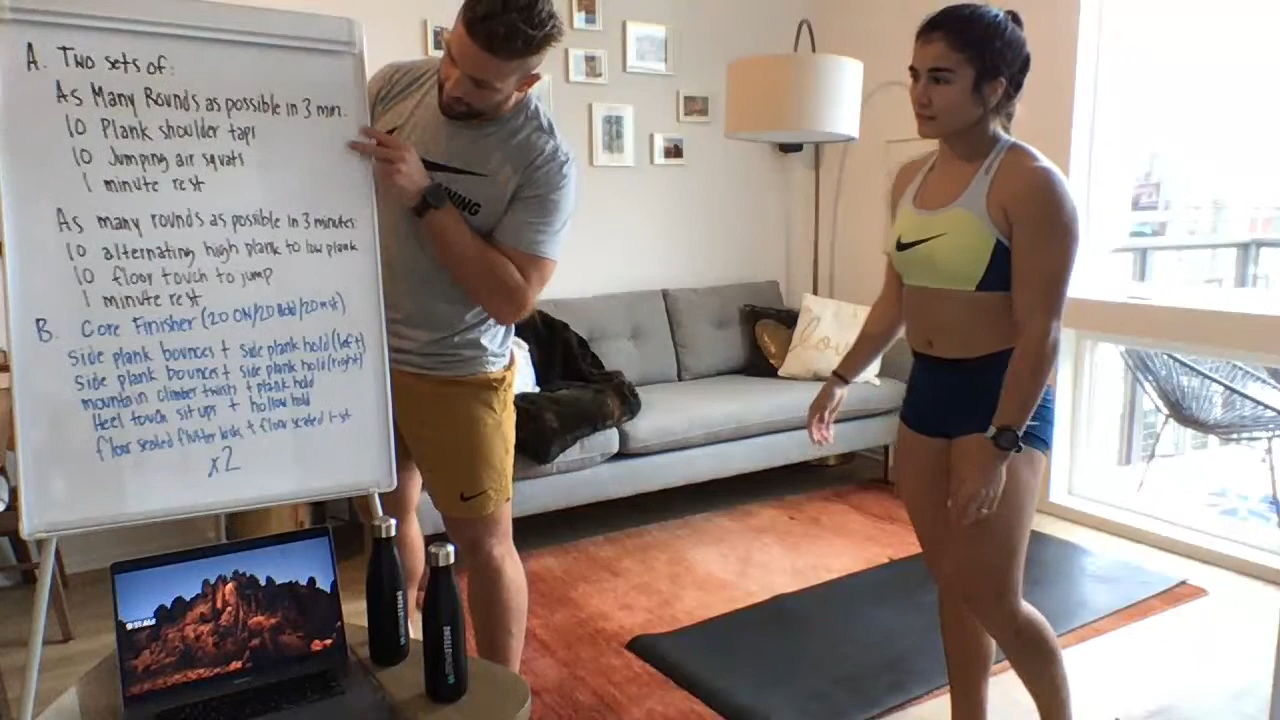 A. Two sets of:
As Many Rounds as possible in 3 min.
10 Plank shoulder taps
10 Jumping air squats
1 minute rest
As many rounds as possible in 3 minutes:
10 alternating high plank to low plank
10 floor touch to jump
1 minute rest
B. Core Finisher (20 ON/20 Hold/20 rest)
side plank bounces + side plank hold (left)
side plank bounces + side plank hold (right)
mountain climber twists + plank hold
Heel touch sit ups + hollow hold
floor seated flutter kicks + floor seated
x2
NING